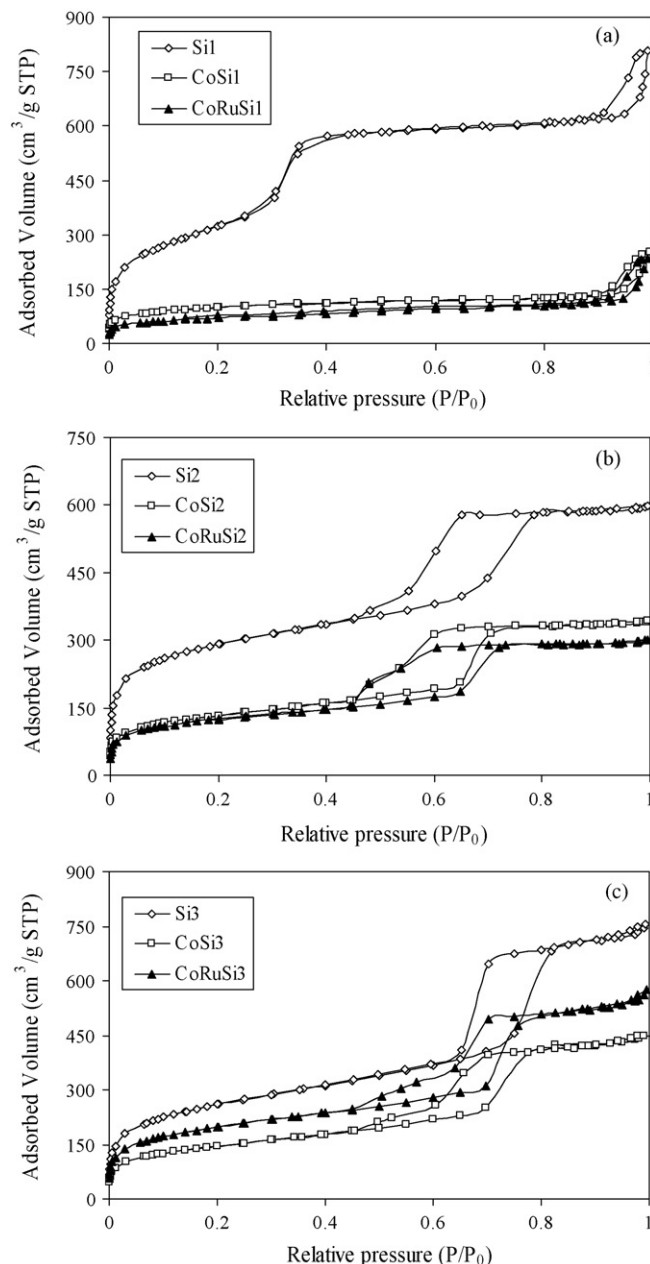 900
750
600
450
300
150
0
Adsorbed Volume (cm³/g STP)
Si1
CoSi1
CoRuSi1
(a)
0 0.2 0.4 0.6 0.8 1
Relative pressure (P/P₀)
750
600
450
300
150
0
Adsorbed Volume (cm³/g STP)
Si2
CoSi2
CoRuSi2
(b)
0 0.2 0.4 0.6 0.8 1
Relative pressure (P/P₀)
900
750
600
450
300
150
0
Adsorbed Volume (cm³/g STP)
Si3
CoSi3
CoRuSi3
(c)
0 0.2 0.4 0.6 0.8 1
Relative pressure (P/P₀)